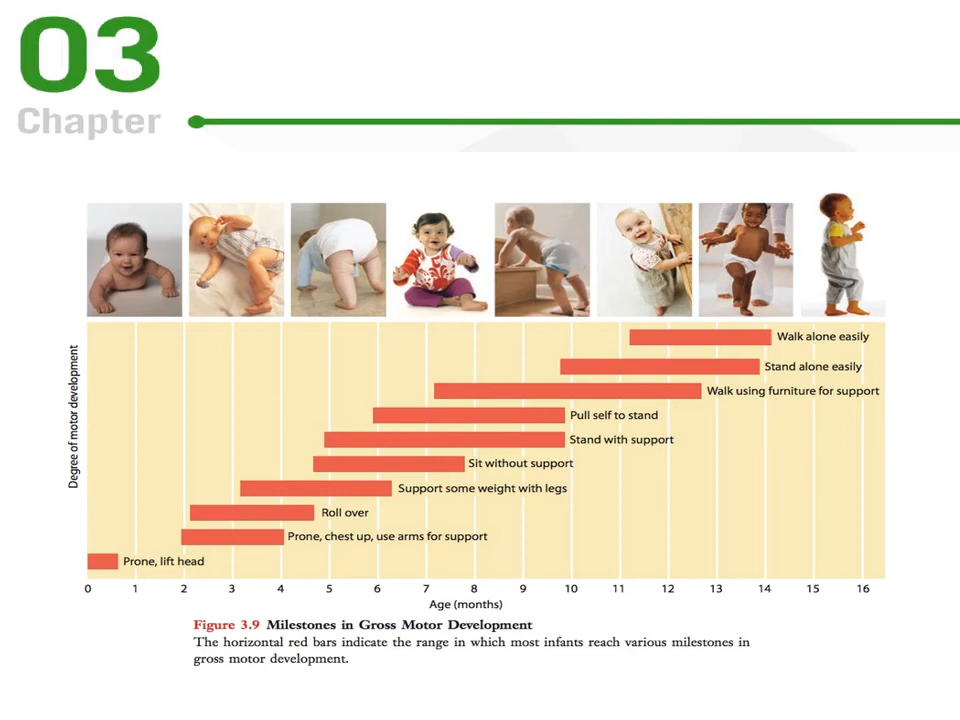 03
Chapter
Walk alone easily
Stand alone easily
Walk using furniture for support
Pull self to stand
Stand with support
Sit without support
Support some weight with legs
Roll over
Prone, chest up, use arms for support
Prone, lift head
Degree of motor development
0 1 2 3 4 5 6 7 8 9 10 11 12 13 14 15 16
Age (months)
Figure 3.9 Milestones in Gross Motor Development
The horizontal red bars indicate the range in which most infants reach various milestones in
gross motor development.